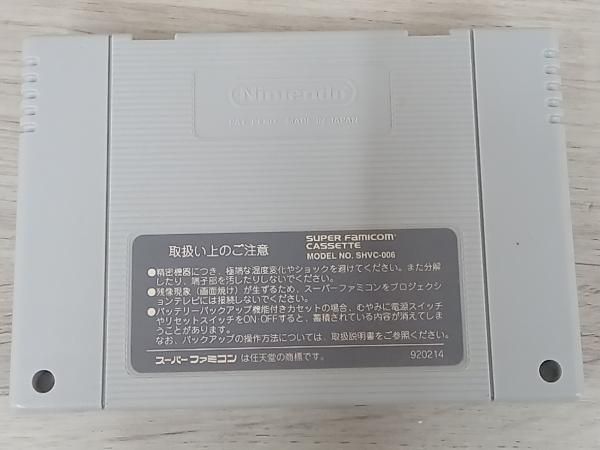 Nintendo
PAT. PEND. MADE IN JAPAN
取扱い上のご注意
SUPER FAMICOM
CASSETTE
MODEL NO. SHVC-006
●精密機器につき、極端な温度変化やショックを避けてください。また分解
したり、端子部を汚したりしないでください。
●残像現象（画面焼け）が生ずるため、スーパーファミコンをプロジェクシ
ョンテレビには接続しないでください。
●バッテリーバックアップ機能付きカセットの場合、むやみに電源スイッチ
やリセットスイッチをON・OFFすると、蓄積されている内容が消えてしま
うことがあります。
なお、バックアップの操作方法については、取扱説明書をご参照ください。
スーパーファミコンは任天堂の商標です。
920214